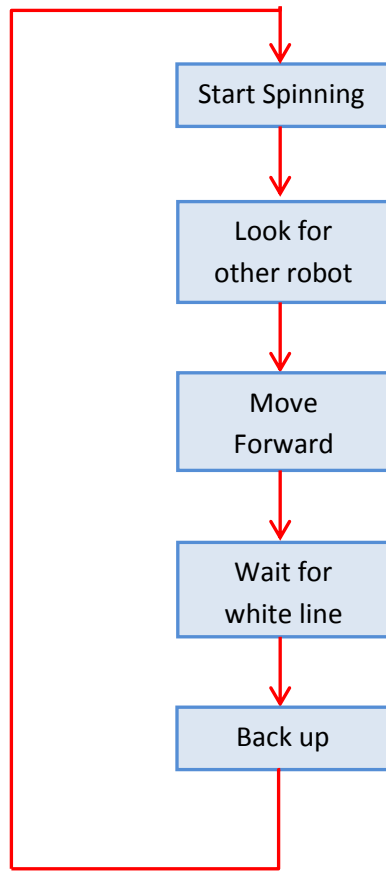 Start Spinning
Look for
other robot
Move
Forward
Wait for
white line
Back up